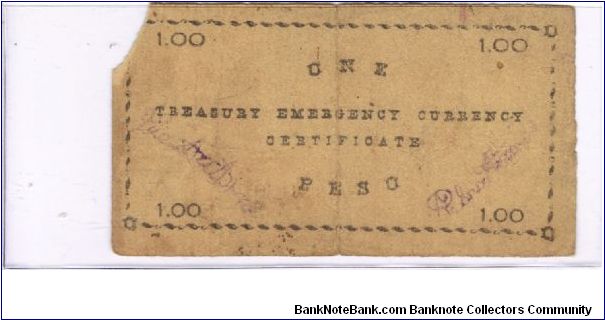 1.00 1.00
ONE
TREASURY EMERGENCY CURRENCY
CERTIFICATE
PESO
1.00 1.00
BankNoteBank.com Banknote Collectors Community